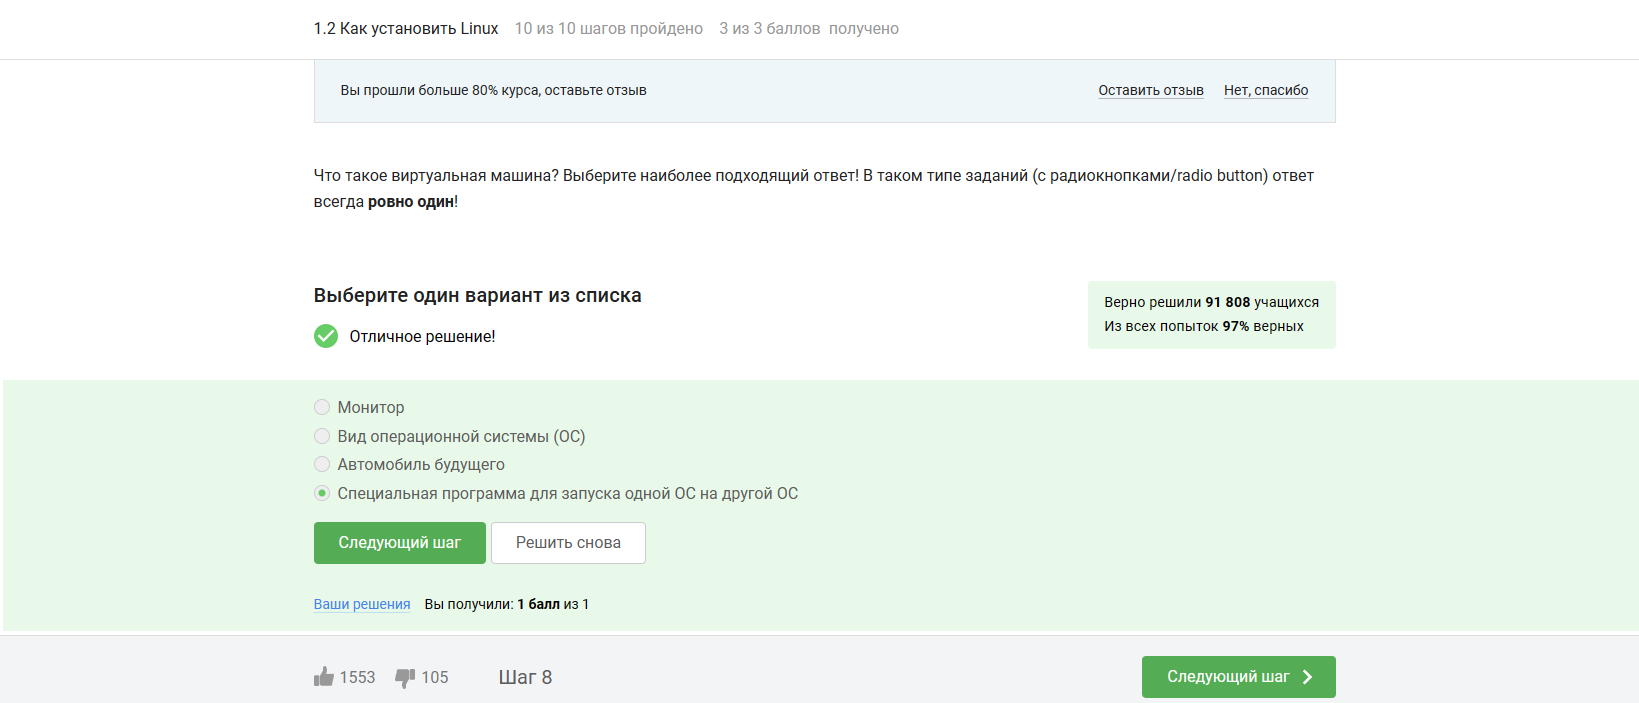 1.2 Как установить Linux 10 из 10 шагов пройдено 3 из 3 баллов получено
Вы прошли больше 80% курса, оставьте отзыв Оставить отзыв Нет, спасибо
Что такое виртуальная машина? Выберите наиболее подходящий ответ! В таком типе заданий (с радиокнопками/radio button) ответ
всегда ровно один!
Выберите один вариант из списка
Верно решили 91 808 учащихся
Из всех попыток 97% верных
Отличное решение!
Монитор
Вид операционной системы (ОС)
Автомобиль будущего
Специальная программа для запуска одной ОС на другой ОС
Следующий шаг Решить снова
Ваши решения Вы получили: 1 балл из 1
1553 105 Шаг 8 Следующий шаг